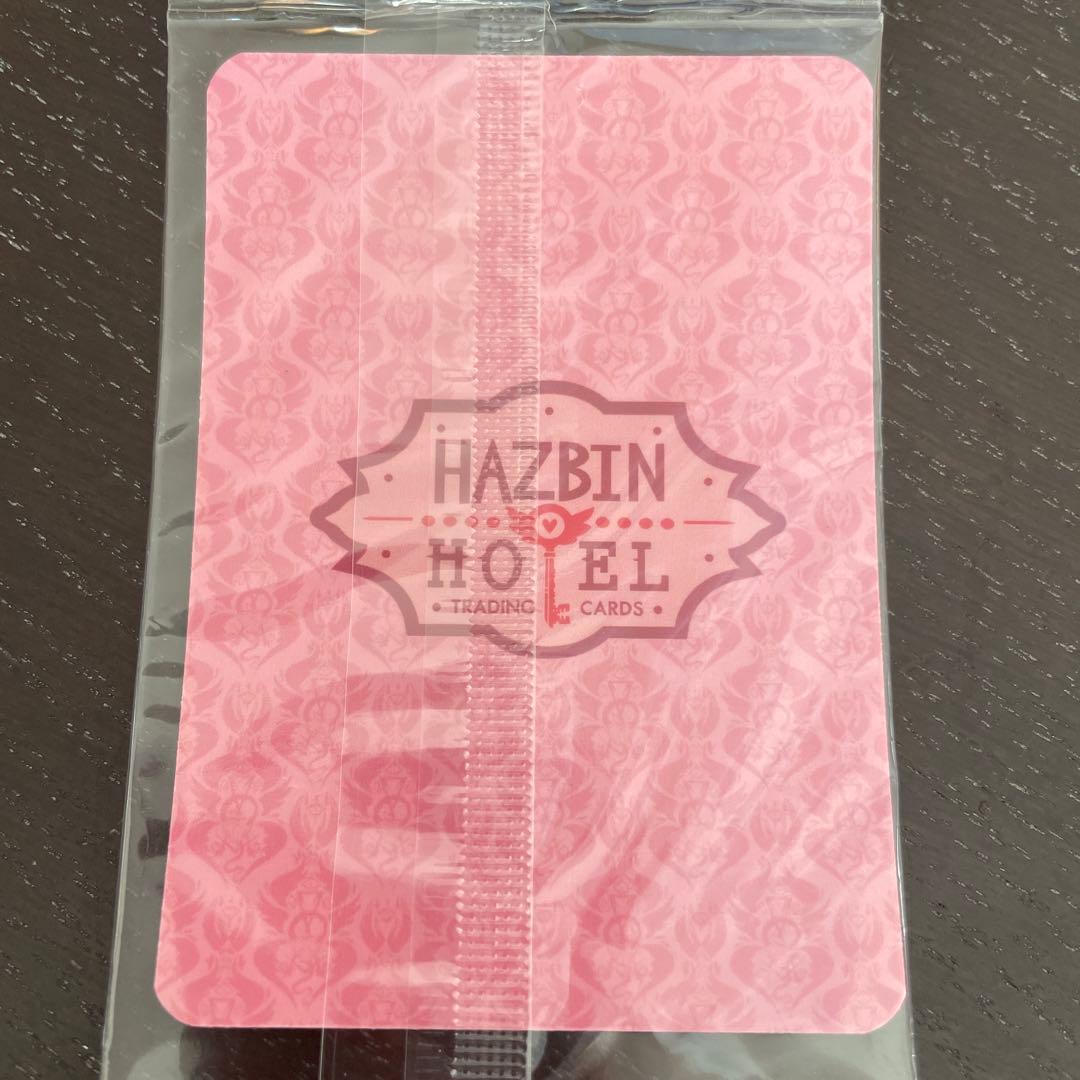 HAZBIN
HOTEL
• TRADING CARDS •